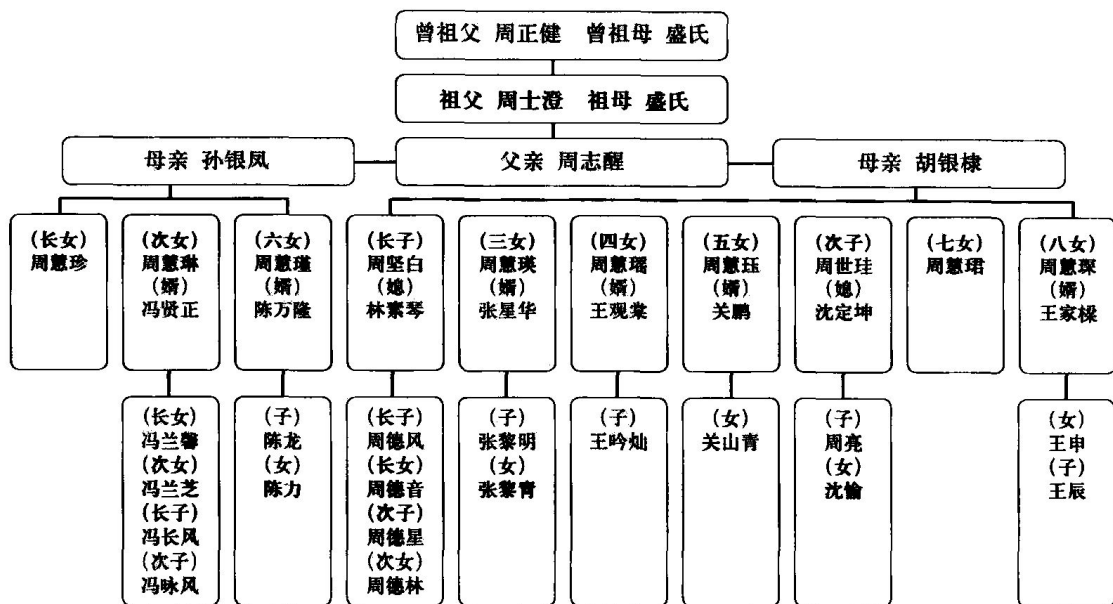 曾祖父 周正健 曾祖母 盛氏
祖父 周士澄 祖母 盛氏
母亲 孙银凤
父亲 周志醒
母亲 胡银棣
(长女)
周慧珍
(次女)
周慧琳
(婿)
冯贤正
(六女)
周慧瑾
(婿)
陈万隆
(长子)
周坚白
(媳)
林素琴
(三女)
周慧瑛
(婿)
张星华
(四女)
周慧瑶
(婿)
王观棠
(五女)
周慧珏
(婿)
关鹏
(次子)
周世珪
(媳)
沈定坤
(七女)
周慧珺
(八女)
周慧琛
(婿)
王家樑
(长女)
冯兰馨
(次女)
冯兰芝
(长子)
冯长风
(次子)
冯咏风
(子)
陈龙
(女)
陈力
(长子)
周德风
(长女)
周德音
(次子)
周德星
(次女)
周德林
(子)
张黎明
(女)
张黎青
(子)
王吟灿
(女)
关山青
(子)
周亮
(女)
沈愉
(女)
王申
(子)
王辰